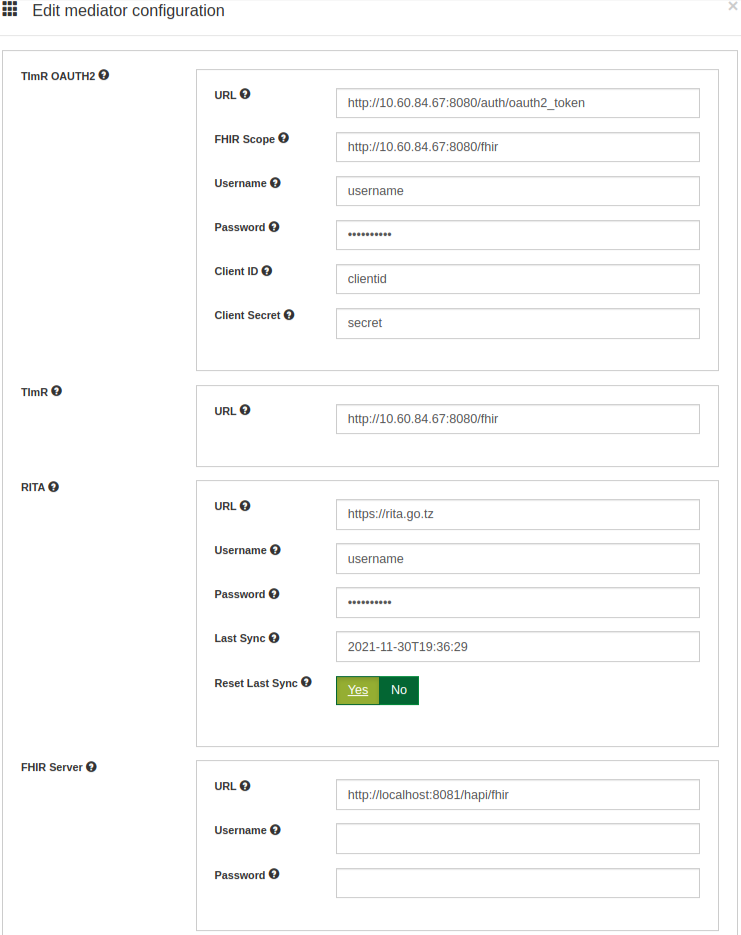 Edit mediator configuration
×
TImR OAUTH2
URL
http://10.60.84.67:8080/auth/oauth2_token
FHIR Scope
http://10.60.84.67:8080/fhir
Username
username
Password
••••••••••
Client ID
clientid
Client Secret
secret
TImR
URL
http://10.60.84.67:8080/fhir
RITA
URL
https://rita.go.tz
Username
username
Password
••••••••••
Last Sync
2021-11-30T19:36:29
Reset Last Sync
Yes No
FHIR Server
URL
http://localhost:8081/hapi/fhir
Username
Password